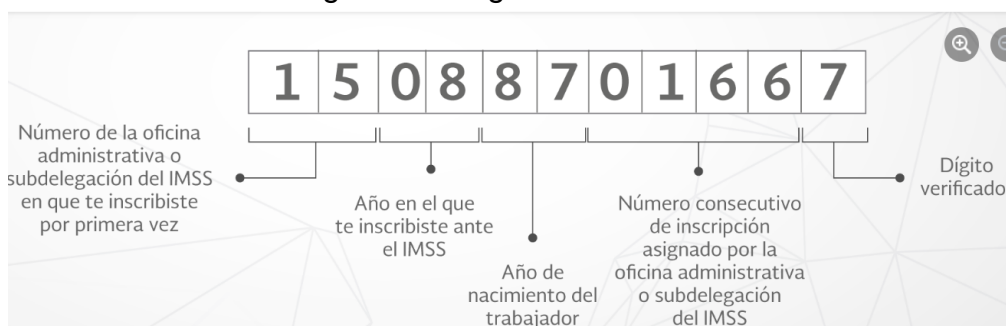 1 5 0 8 8 7 0 1 6 6 7
Número de la oficina
administrativa o
subdelegación del IMSS
en que te inscribiste
por primera vez
Año en el que
te inscribiste ante
el IMSS
Año de
nacimiento del
trabajador
Número consecutivo
de inscripción
asignado por la
oficina administrativa
o subdelegación
del IMSS
Dígito
verificado